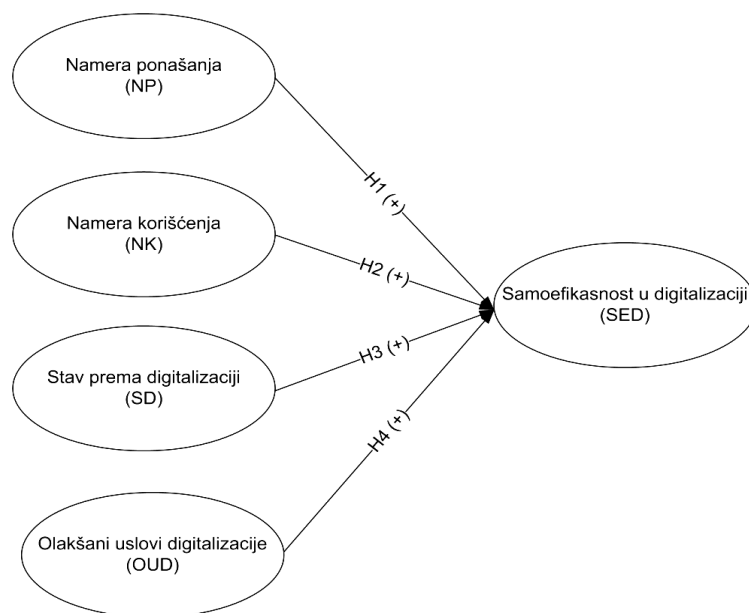 Namera ponašanja
(NP)
H1 (+)
Namera korišćenja
(NK)
H2 (+)
Samoefikasnost u digitalizaciji
(SED)
H3 (+)
Stav prema digitalizaciji
(SD)
H4 (+)
Olakšani uslovi digitalizacije
(OUD)